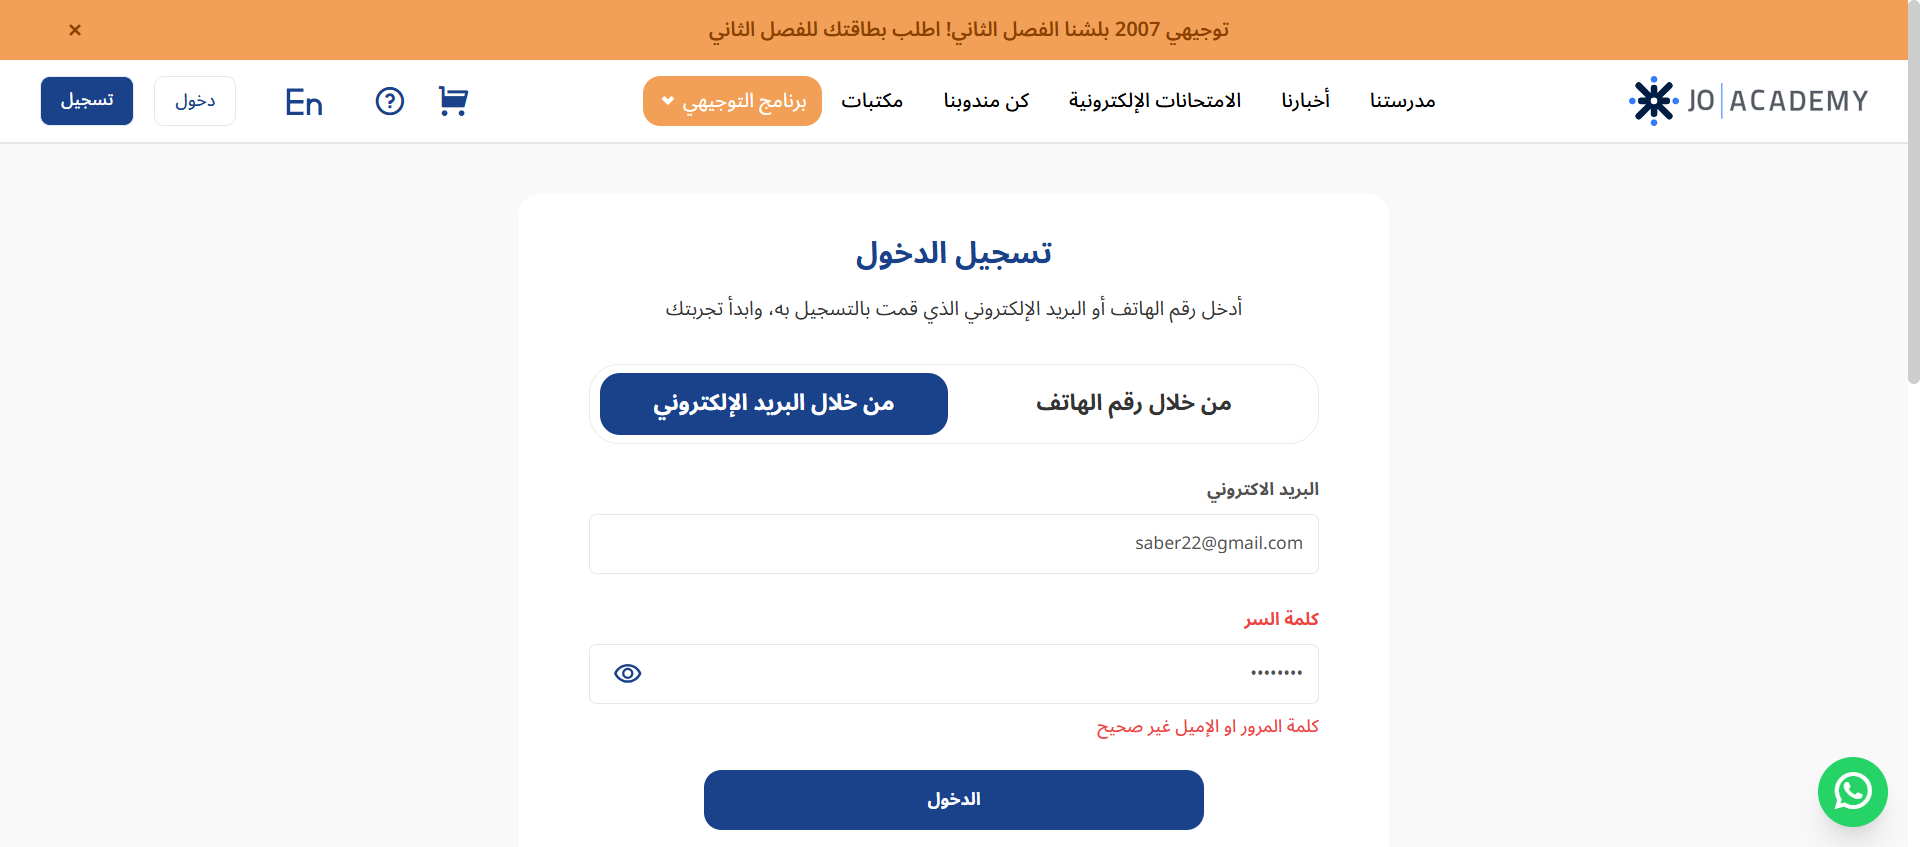 توجيهي 2007 بلشنا الفصل الثاني! اطلب بطاقتك للفصل الثاني
JO ACADEMY
مدرستنا
أخبارنا
الامتحانات الإلكترونية
كن مندوبنا
مكتبات
برنامج التوجيهي
En
دخول
تسجيل
تسجيل الدخول
أدخل رقم الهاتف أو البريد الإلكتروني الذي قمت بالتسجيل به، وابدأ تجربتك
من خلال رقم الهاتف
من خلال البريد الإلكتروني
البريد الاكتروني
saber22@gmail.com
كلمة السر
كلمة المرور او الإميل غير صحيح
الدخول